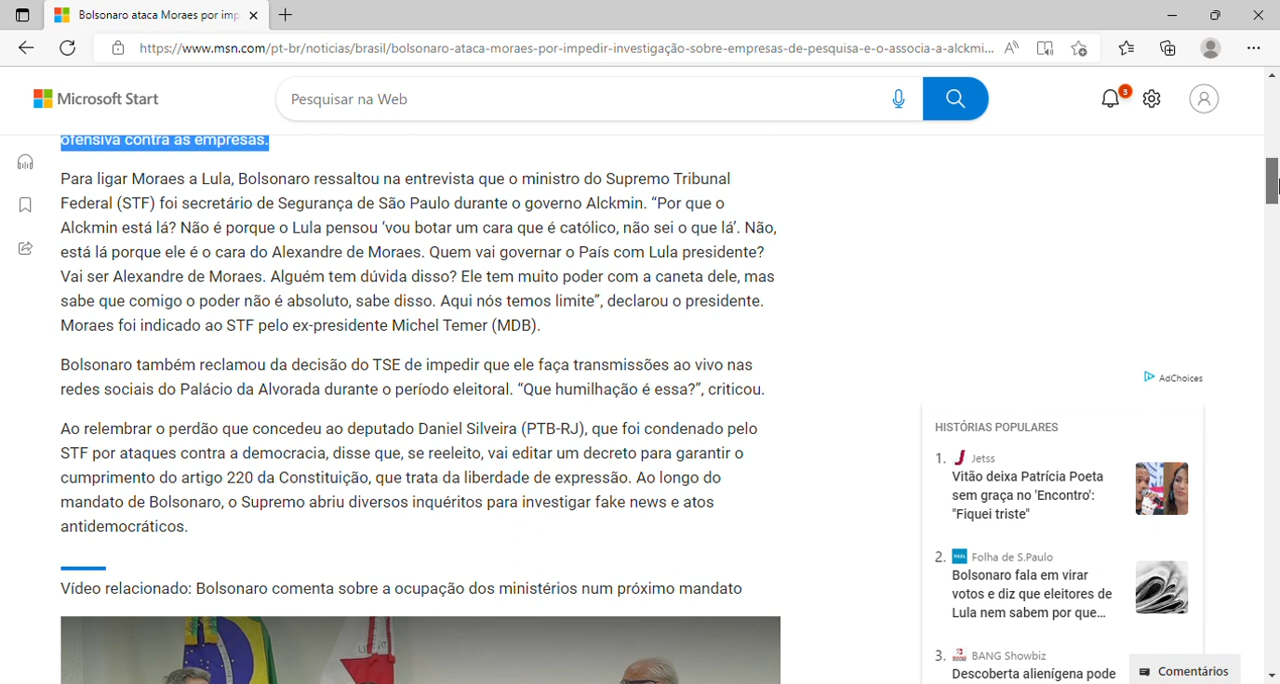 Bolsonaro ataca Moraes por imp
https://www.msn.com/pt-br/noticias/brasil/bolsonaro-ataca-moraes-por-impedir-investigação-sobre-empresas-de-pesquisa-e-o-associa-a-alckmi...
Microsoft Start
Pesquisar na Web
3
ofensiva contra as empresas.
Para ligar Moraes a Lula, Bolsonaro ressaltou na entrevista que o ministro do Supremo Tribunal
Federal (STF) foi secretário de Segurança de São Paulo durante o governo Alckmin. “Por que o
Alckmin está lá? Não é porque o Lula pensou ‘vou botar um cara que é católico, não sei o que lá’. Não,
está lá porque ele é o cara do Alexandre de Moraes. Quem vai governar o País com Lula presidente?
Vai ser Alexandre de Moraes. Alguém tem dúvida disso? Ele tem muito poder com a caneta dele, mas
sabe que comigo o poder não é absoluto, sabe disso. Aqui nós temos limite”, declarou o presidente.
Moraes foi indicado ao STF pelo ex-presidente Michel Temer (MDB).
Bolsonaro também reclamou da decisão do TSE de impedir que ele faça transmissões ao vivo nas
redes sociais do Palácio da Alvorada durante o período eleitoral. “Que humilhação é essa?”, criticou.
Ao relembrar o perdão que concedeu ao deputado Daniel Silveira (PTB-RJ), que foi condenado pelo
STF por ataques contra a democracia, disse que, se reeleito, vai editar um decreto para garantir o
cumprimento do artigo 220 da Constituição, que trata da liberdade de expressão. Ao longo do
mandato de Bolsonaro, o Supremo abriu diversos inquéritos para investigar fake news e atos
antidemocráticos.
Vídeo relacionado: Bolsonaro comenta sobre a ocupação dos ministérios num próximo mandato
AdChoices
HISTÓRIAS POPULARES
1. Jetss
Vitão deixa Patrícia Poeta
sem graça no 'Encontro':
"Fiquei triste"
2. Folha de S.Paulo
Bolsonaro fala em virar
votos e diz que eleitores de
Lula nem sabem por que...
3. BANG Showbiz
Descoberta alienígena pode
Comentários